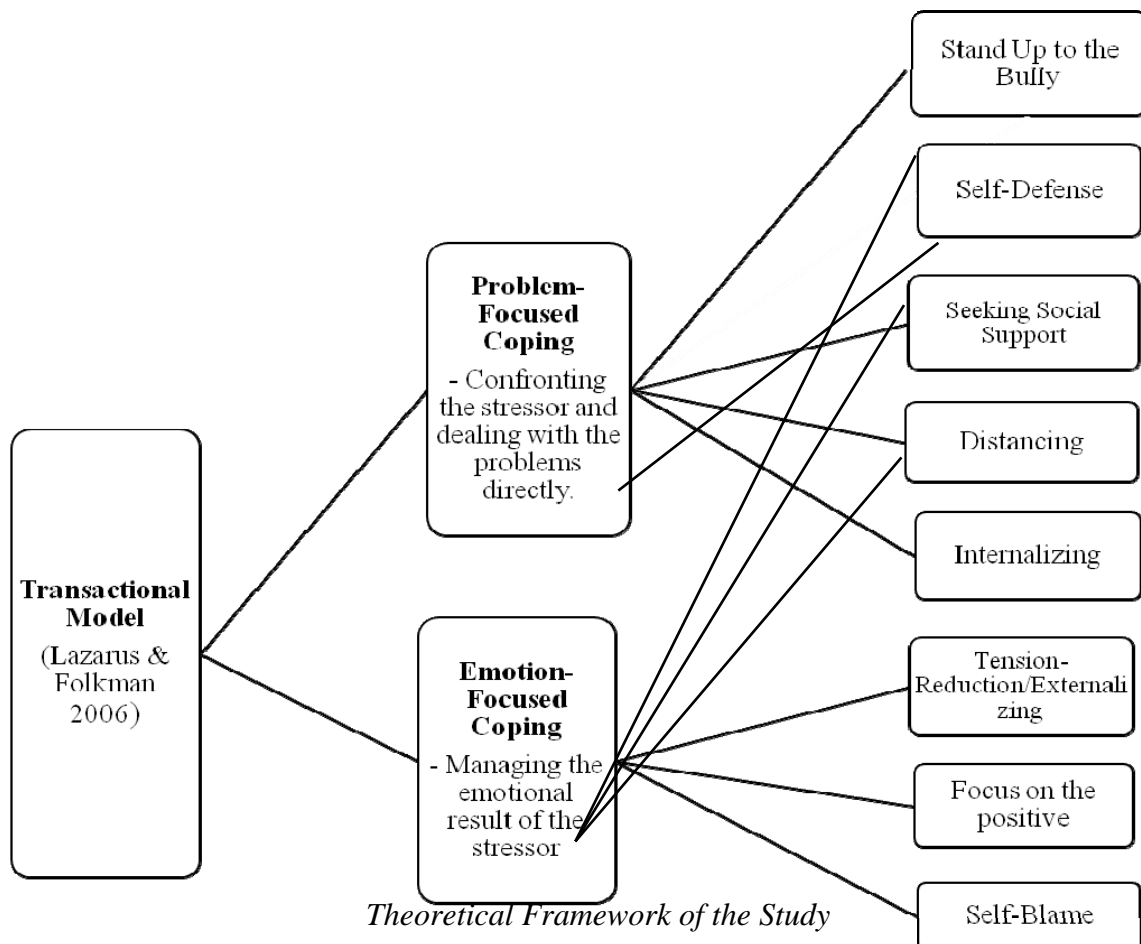 Transactional
Model
(Lazarus &
Folkman
2006)
Problem-
Focused
Coping
- Confronting
the stressor and
dealing with the
problems
directly.
Emotion-
Focused
Coping
- Managing the
emotional
result of the
stressor
Stand Up to the
Bully
Self-Defense
Seeking Social
Support
Distancing
Internalizing
Tension-
Reduction/Externali
zing
Focus on the
positive
Self-Blame
Theoretical Framework of the Study